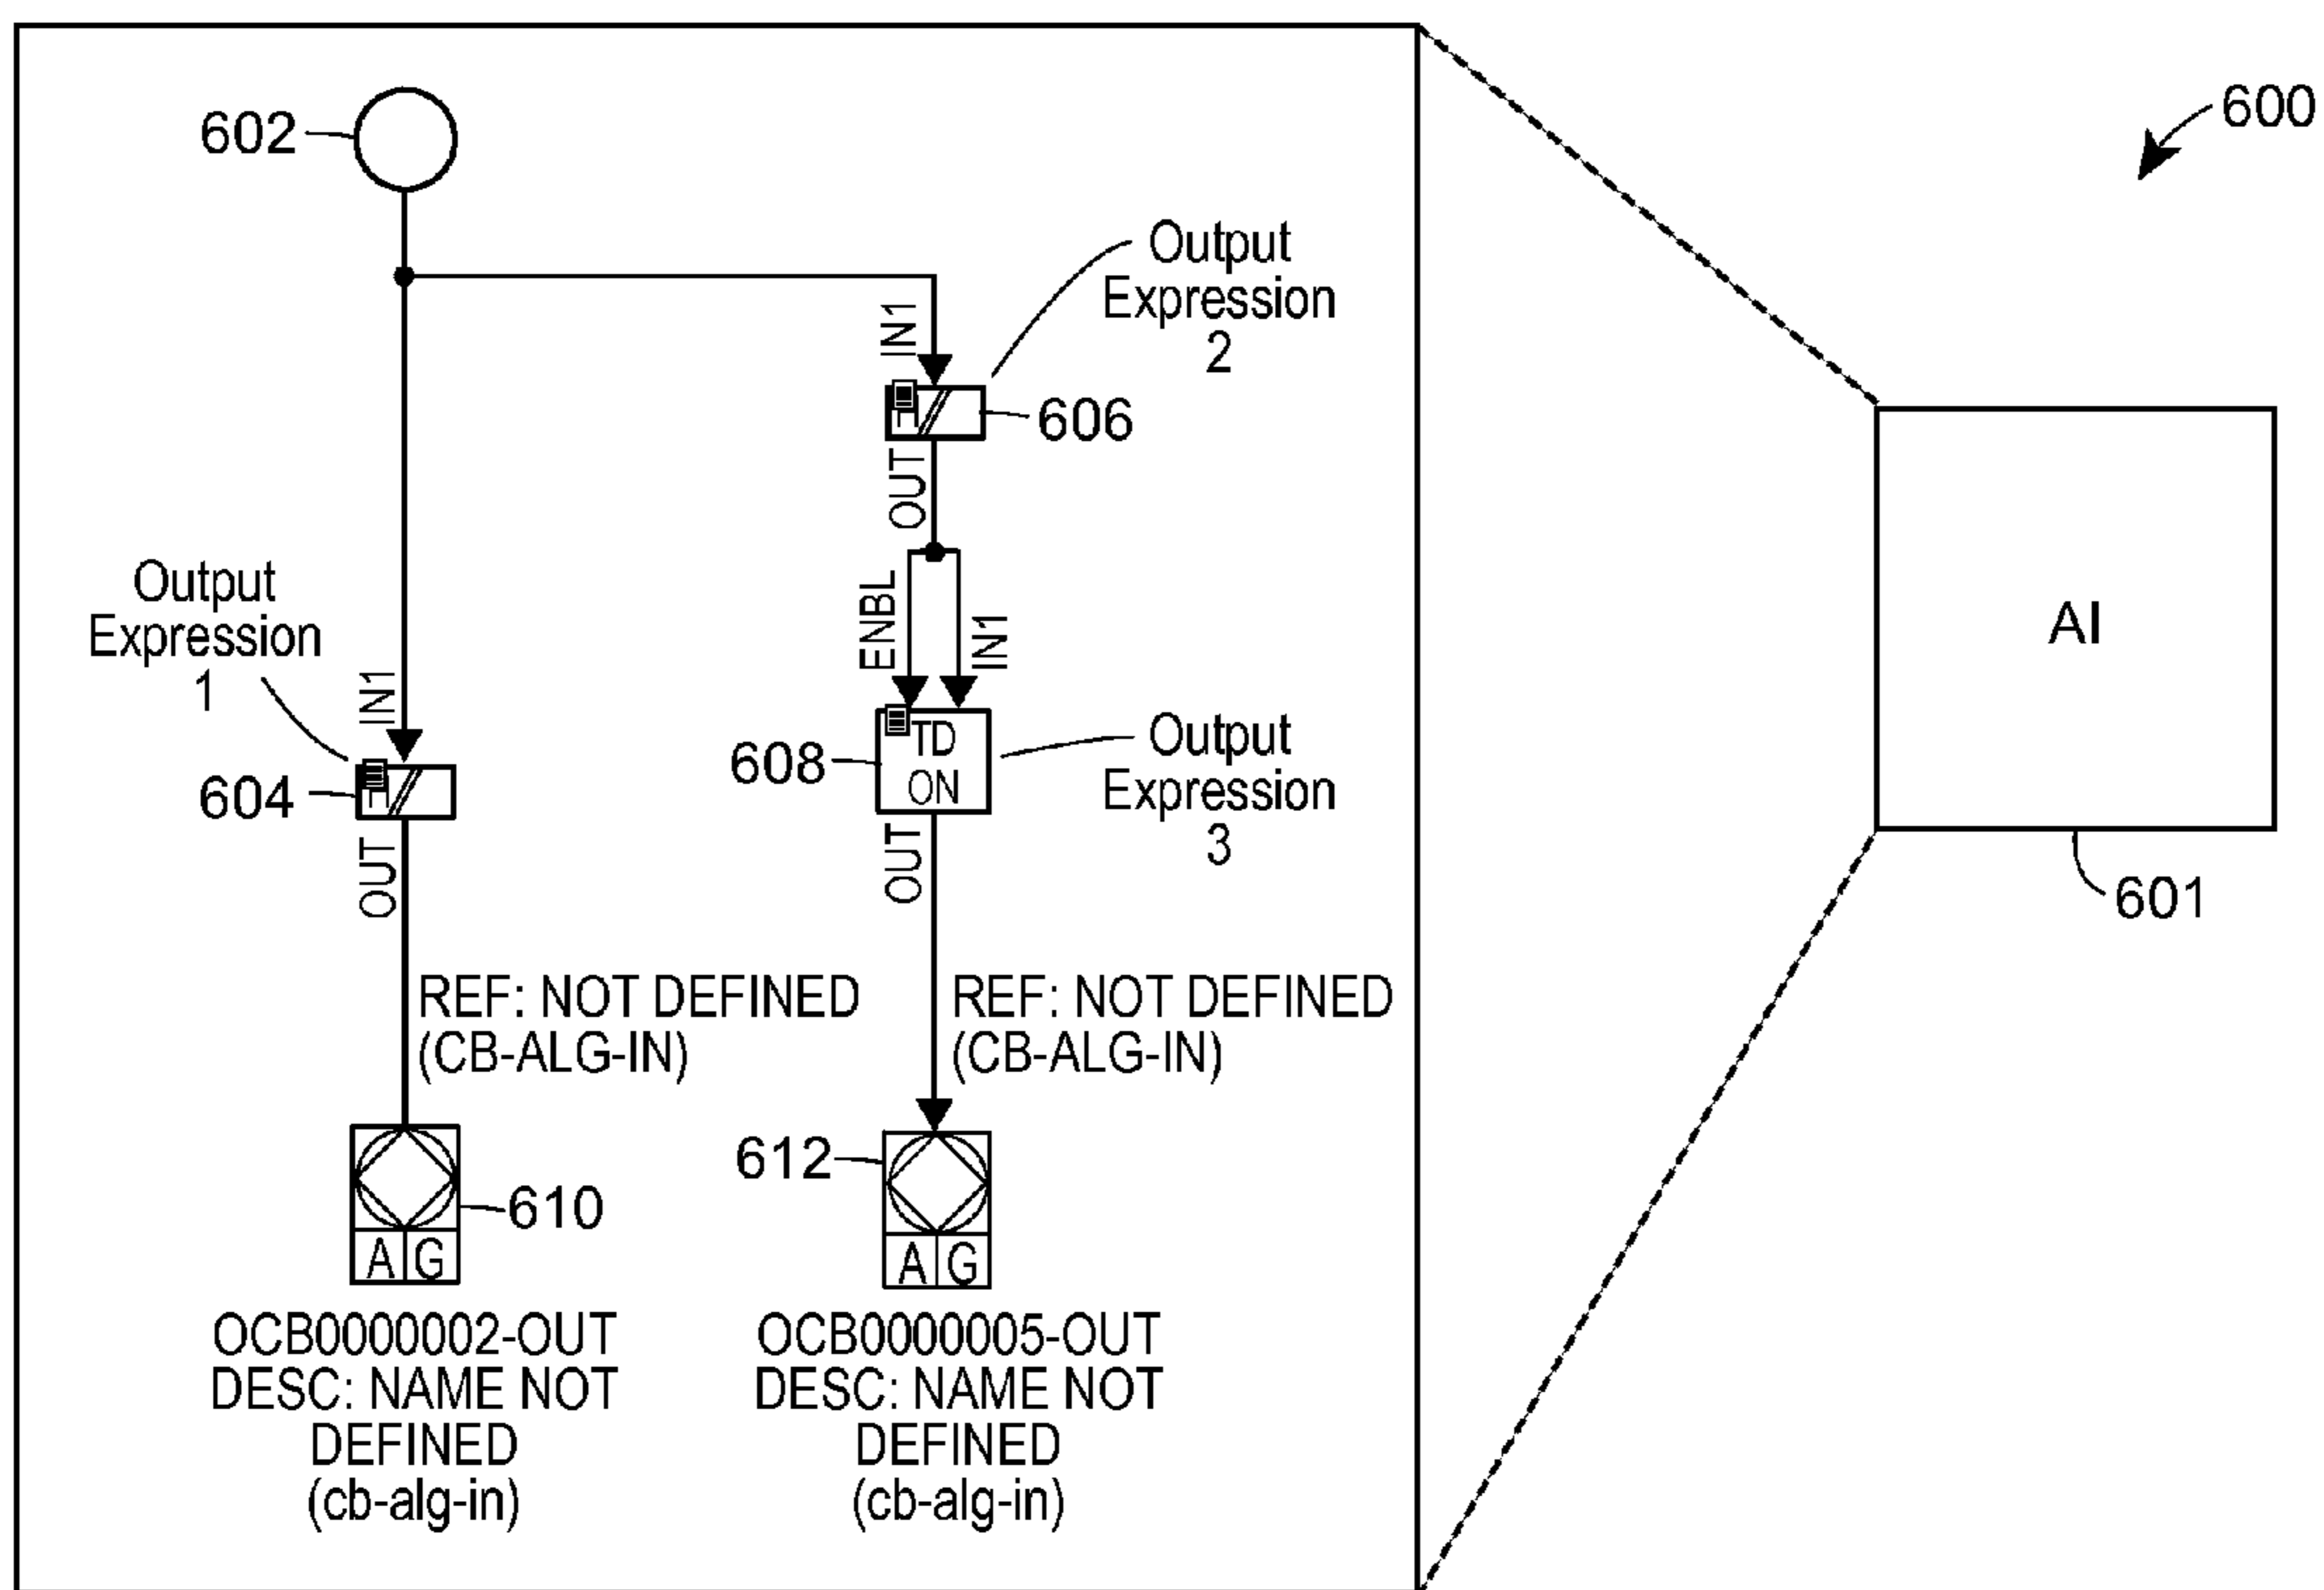 602
600
Output
Expression
2
IN1
606
OUT
Output
Expression
1
ENBL
IN1
AI
IN1
604
608
TD
ON
Output
Expression
3
601
OUT
OUT
REF: NOT DEFINED
(CB-ALG-IN)
REF: NOT DEFINED
(CB-ALG-IN)
610
612
A G
A G
OCB0000002-OUT
DESC: NAME NOT
DEFINED
(cb-alg-in)
OCB0000005-OUT
DESC: NAME NOT
DEFINED
(cb-alg-in)